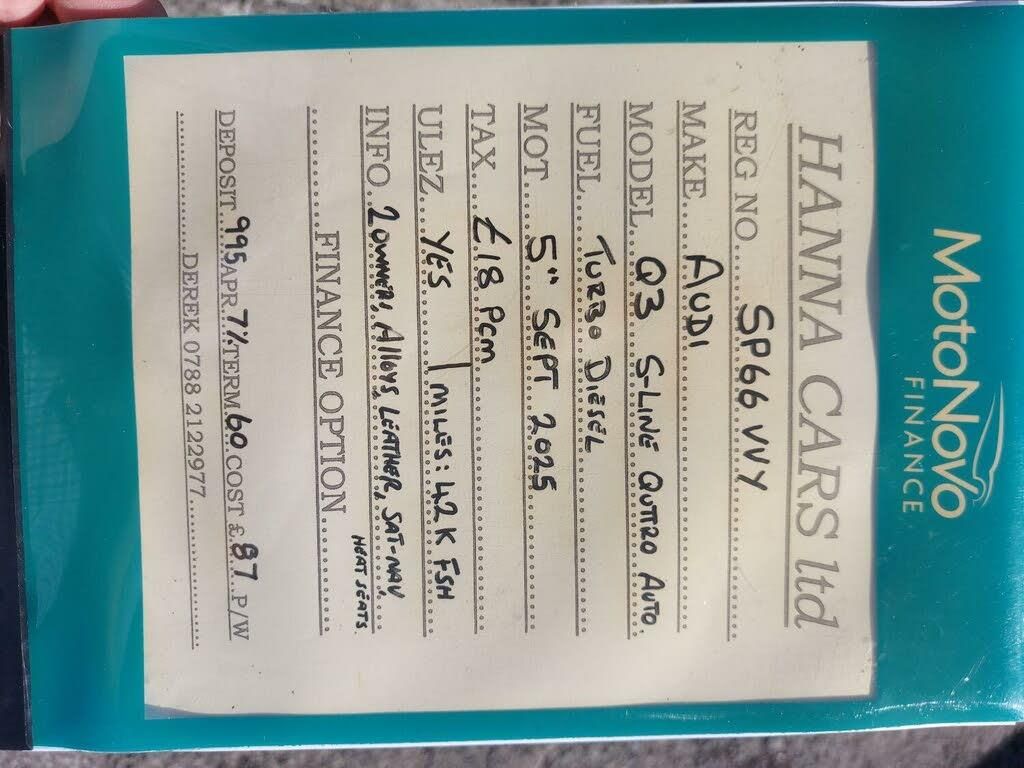 MotoNovo
FINANCE
HANNA CARS ltd
REG NO..... SP66 VVY
MAKE..... AUDI
MODEL.. Q3 S-LINE QUTTRO AUTO.
FUEL..... TURBO DIESEL
MOT..... 5" SEPT 2025
TAX.... £18 PCM
ULEZ... YES | MILES: 42K FSH
INFO.. 2 OWNER, ALLOYS, LEATHER, SAT-NAV
HEAT SEATS.
..........FINANCE OPTION..........
DEPOSIT 995 APR 7% TERM 60 COST £ 87 P/W
..........DEREK 0788 2122977..........